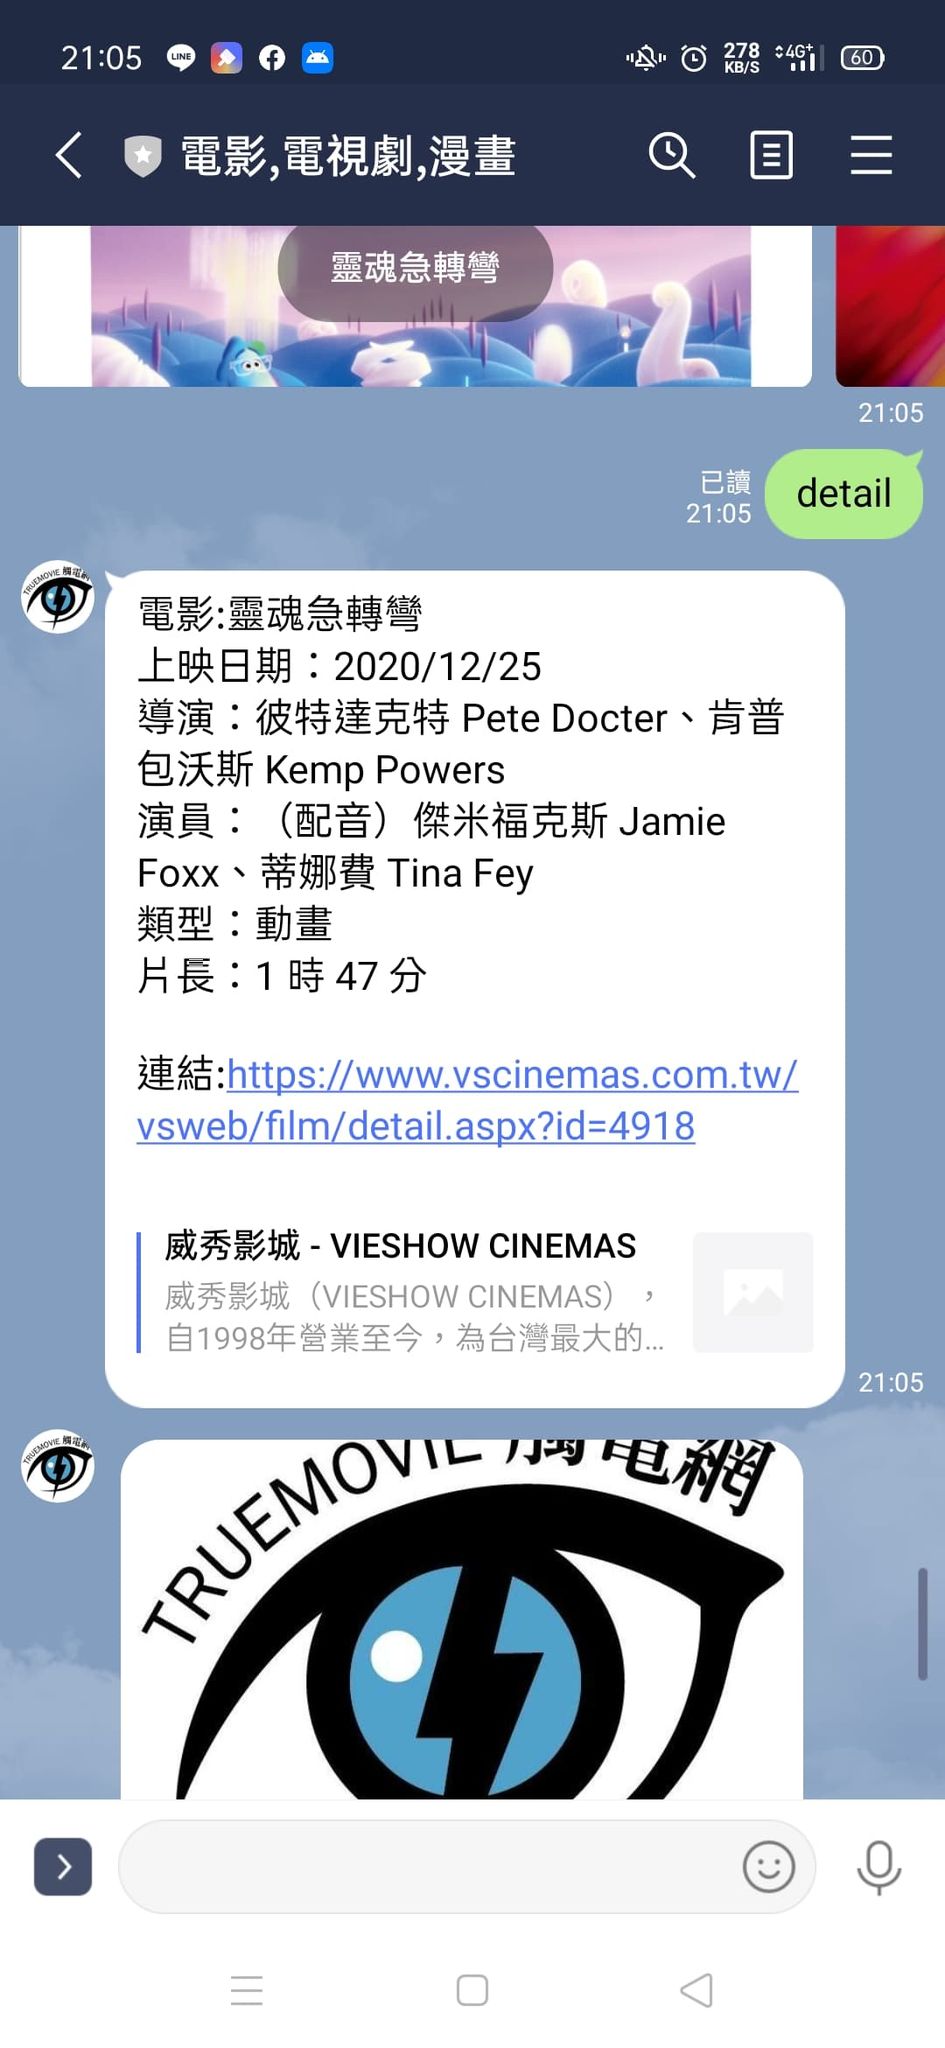 21:05 LINE 278 KB/S 4G+ 60
電影,電視劇,漫畫
靈魂急轉彎
21:05
已讀
21:05
detail
TRUEMOVIE 觸電網
電影:靈魂急轉彎
上映日期：2020/12/25
導演：彼特達克特 Pete Docter、肯普
包沃斯 Kemp Powers
演員：（配音）傑米福克斯 Jamie
Foxx、蒂娜費 Tina Fey
類型：動畫
片長：1 時 47 分
連結:https://www.vscinemas.com.tw/
vsweb/film/detail.aspx?id=4918
威秀影城 - VIESHOW CINEMAS
威秀影城（VIESHOW CINEMAS），
自1998年營業至今，為台灣最大的...
21:05
TRUEMOVIE 觸電網
TRUEMOVIE 觸電網